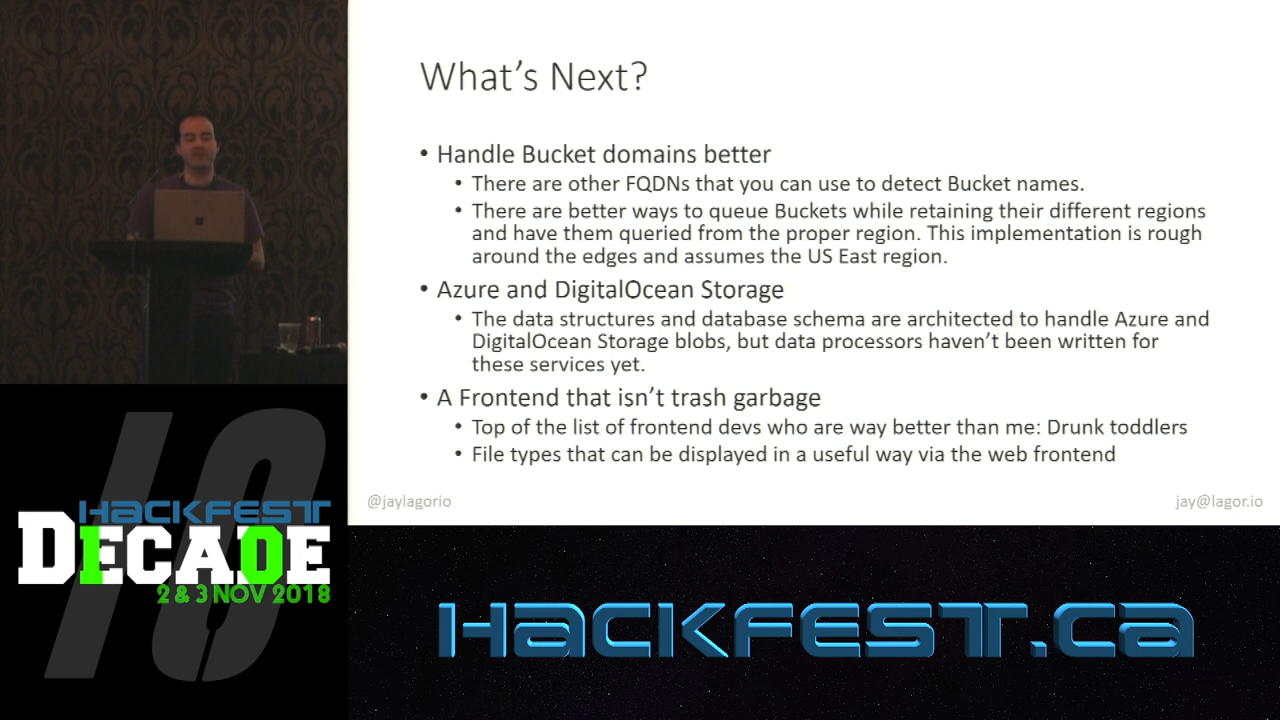 What's Next?
• Handle Bucket domains better
• There are other FQDNs that you can use to detect Bucket names.
• There are better ways to queue Buckets while retaining their different regions
and have them queried from the proper region. This implementation is rough
around the edges and assumes the US East region.
• Azure and DigitalOcean Storage
• The data structures and database schema are architected to handle Azure and
DigitalOcean Storage blobs, but data processors haven't been written for
these services yet.
• A Frontend that isn't trash garbage
• Top of the list of frontend devs who are way better than me: Drunk toddlers
• File types that can be displayed in a useful way via the web frontend
@jaylagorio
jay@lagor.io
10
HACKFEST
DECADE
2 & 3 NOV 2018
HACKFEST.ca